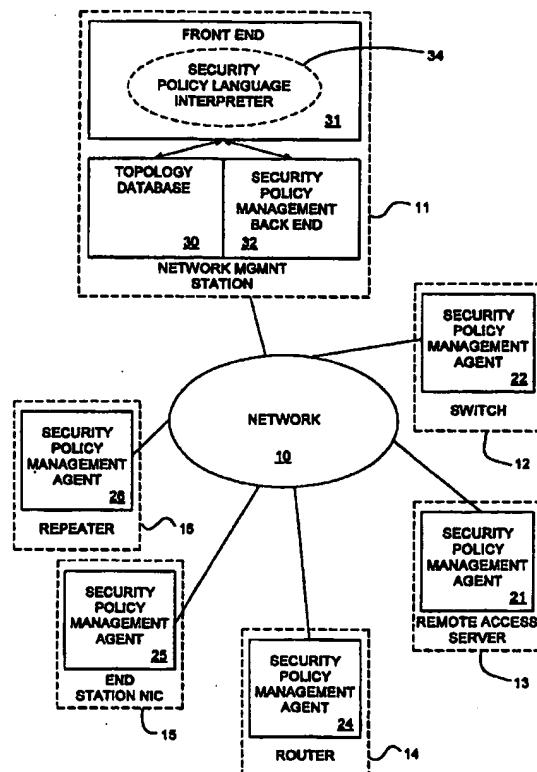 FRONT END
34
SECURITY
POLICY LANGUAGE
INTERPRETER
31
TOPOLOGY
DATABASE
30
SECURITY
POLICY
MANAGEMENT
BACK END
32
11
NETWORK MGMNT
STATION
SECURITY
POLICY
MANAGEMENT
AGENT
22
SWITCH
12
NETWORK
10
SECURITY
POLICY
MANAGEMENT
AGENT
26
REPEATER
16
SECURITY
POLICY
MANAGEMENT
AGENT
21
REMOTE ACCESS
SERVER
13
SECURITY
POLICY
MANAGEMENT
AGENT
25
END
STATION NIC
15
SECURITY
POLICY
MANAGEMENT
AGENT
24
ROUTER
14